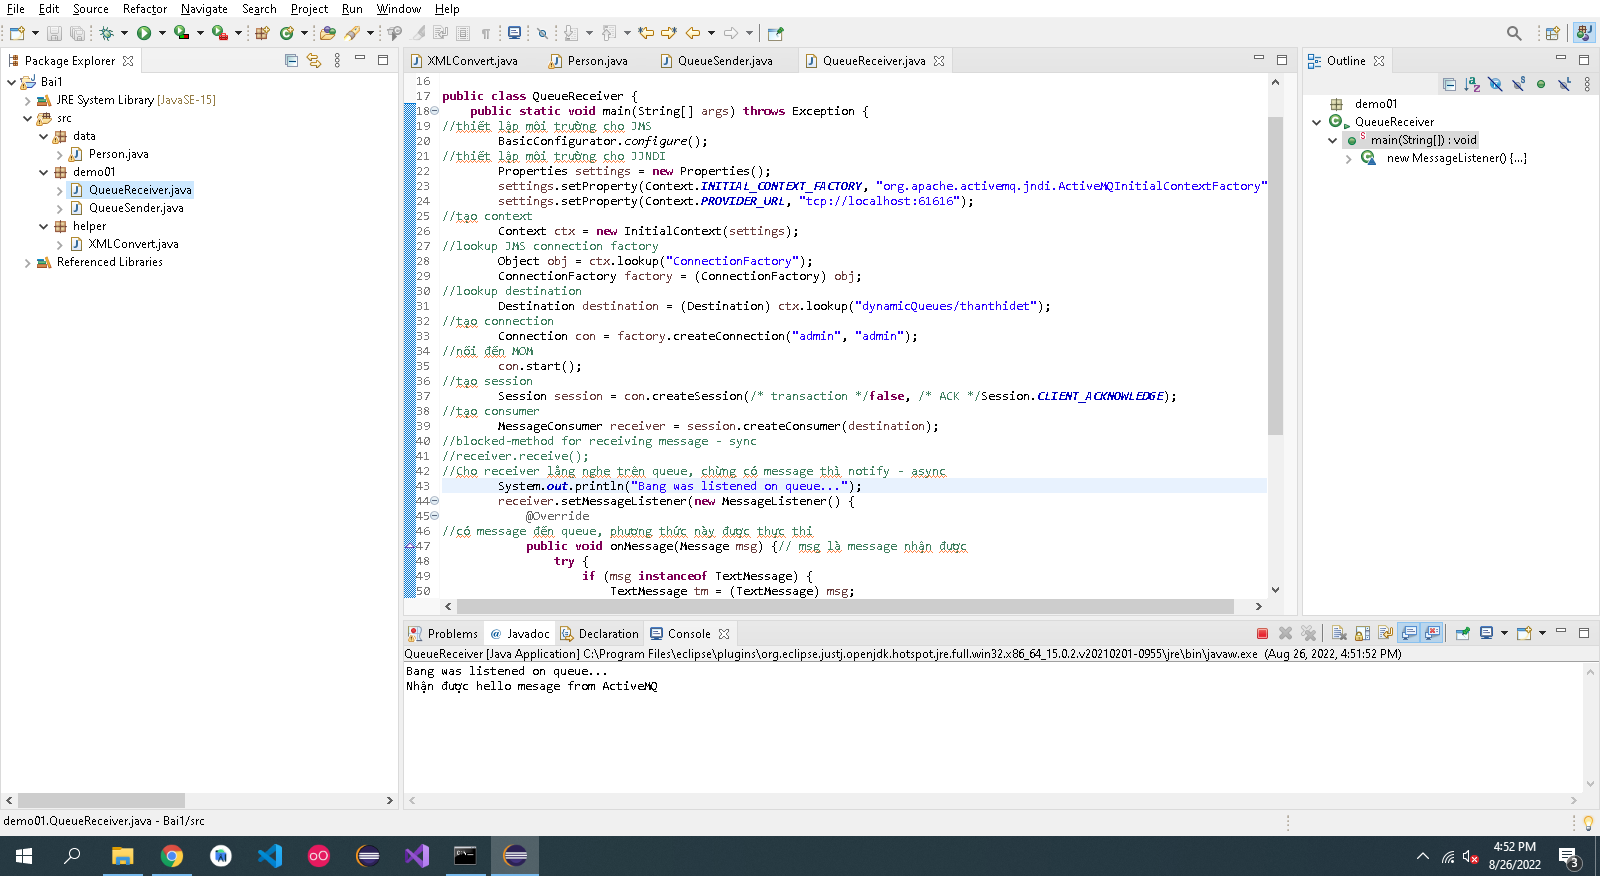 File Edit Source Refactor Navigate Search Project Run Window Help
Package Explorer
Bai1
JRE System Library [JavaSE-15]
src
data
Person.java
demo01
QueueReceiver.java
QueueSender.java
helper
XMLConvert.java
Referenced Libraries
XMLConvert.java Person.java QueueSender.java QueueReceiver.java
16
17 public class QueueReceiver {
18 public static void main(String[] args) throws Exception {
19 //thiết lập môi trường cho JMS
20 BasicConfigurator.configure();
21 //thiết lập môi trường cho JJNDI
22 Properties settings = new Properties();
23 settings.setProperty(Context.INITIAL_CONTEXT_FACTORY, "org.apache.activemq.jndi.ActiveMQInitialContextFactory"
24 settings.setProperty(Context.PROVIDER_URL, "tcp://localhost:61616");
25 //tạo context
26 Context ctx = new InitialContext(settings);
27 //lookup JMS connection factory
28 Object obj = ctx.lookup("ConnectionFactory");
29 ConnectionFactory factory = (ConnectionFactory) obj;
30 //lookup destination
31 Destination destination = (Destination) ctx.lookup("dynamicQueues/thanthidet");
32 //tạo connection
33 Connection con = factory.createConnection("admin", "admin");
34 //nối đến MOM
35 con.start();
36 //tạo session
37 Session session = con.createSession(/* transaction */false, /* ACK */Session.CLIENT_ACKNOWLEDGE);
38 //tạo consumer
39 MessageConsumer receiver = session.createConsumer(destination);
40 //blocked-method for receiving message - sync
41 //receiver.receive();
42 //Cho receiver lắng nghe trên queue, chừng có message thì notify - async
43 System.out.println("Bang was listened on queue...");
44 receiver.setMessageListener(new MessageListener() {
45 @Override
46 //có message đến queue, phương thức này được thực thi
47 public void onMessage(Message msg) {// msg là message nhận được
48 try {
49 if (msg instanceof TextMessage) {
50 TextMessage tm = (TextMessage) msg;
Outline
demo01
QueueReceiver
main(String[]) : void
new MessageListener() {...}
Problems Javadoc Declaration Console
QueueReceiver [Java Application] C:\Program Files\eclipse\plugins\org.eclipse.justj.openjdk.hotspot.jre.full.win32.x86_64_15.0.2.v20210201-0955\jre\bin\javaw.exe (Aug 26, 2022, 4:51:52 PM)
Bang was listened on queue...
Nhận được hello mesage from ActiveMQ
demo01.QueueReceiver.java - Bai1/src
4:52 PM
8/26/2022
3